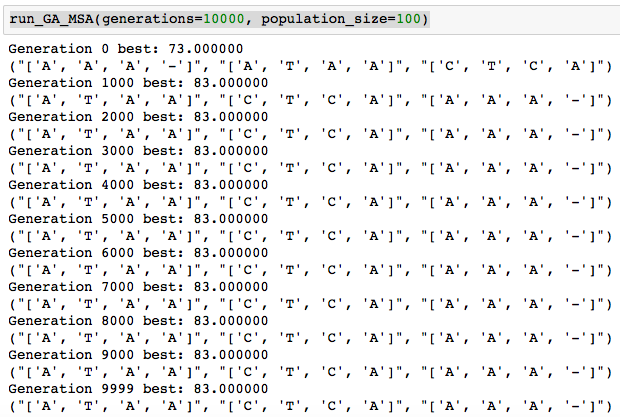 run_GA_MSA(generations=10000, population_size=100)
Generation 0 best: 73.000000
("['A', 'A', 'A', '-']", "['A', 'T', 'A', 'A']", "['C', 'T', 'C', 'A']")
Generation 1000 best: 83.000000
("['A', 'T', 'A', 'A']", "['C', 'T', 'C', 'A']", "['A', 'A', 'A', '-']")
Generation 2000 best: 83.000000
("['A', 'T', 'A', 'A']", "['C', 'T', 'C', 'A']", "['A', 'A', 'A', '-']")
Generation 3000 best: 83.000000
("['A', 'T', 'A', 'A']", "['C', 'T', 'C', 'A']", "['A', 'A', 'A', '-']")
Generation 4000 best: 83.000000
("['A', 'T', 'A', 'A']", "['C', 'T', 'C', 'A']", "['A', 'A', 'A', '-']")
Generation 5000 best: 83.000000
("['A', 'T', 'A', 'A']", "['C', 'T', 'C', 'A']", "['A', 'A', 'A', '-']")
Generation 6000 best: 83.000000
("['A', 'T', 'A', 'A']", "['C', 'T', 'C', 'A']", "['A', 'A', 'A', '-']")
Generation 7000 best: 83.000000
("['A', 'T', 'A', 'A']", "['C', 'T', 'C', 'A']", "['A', 'A', 'A', '-']")
Generation 8000 best: 83.000000
("['A', 'T', 'A', 'A']", "['C', 'T', 'C', 'A']", "['A', 'A', 'A', '-']")
Generation 9000 best: 83.000000
("['A', 'T', 'A', 'A']", "['C', 'T', 'C', 'A']", "['A', 'A', 'A', '-']")
Generation 9999 best: 83.000000
("['A', 'T', 'A', 'A']", "['C', 'T', 'C', 'A']", "['A', 'A', 'A', '-']")